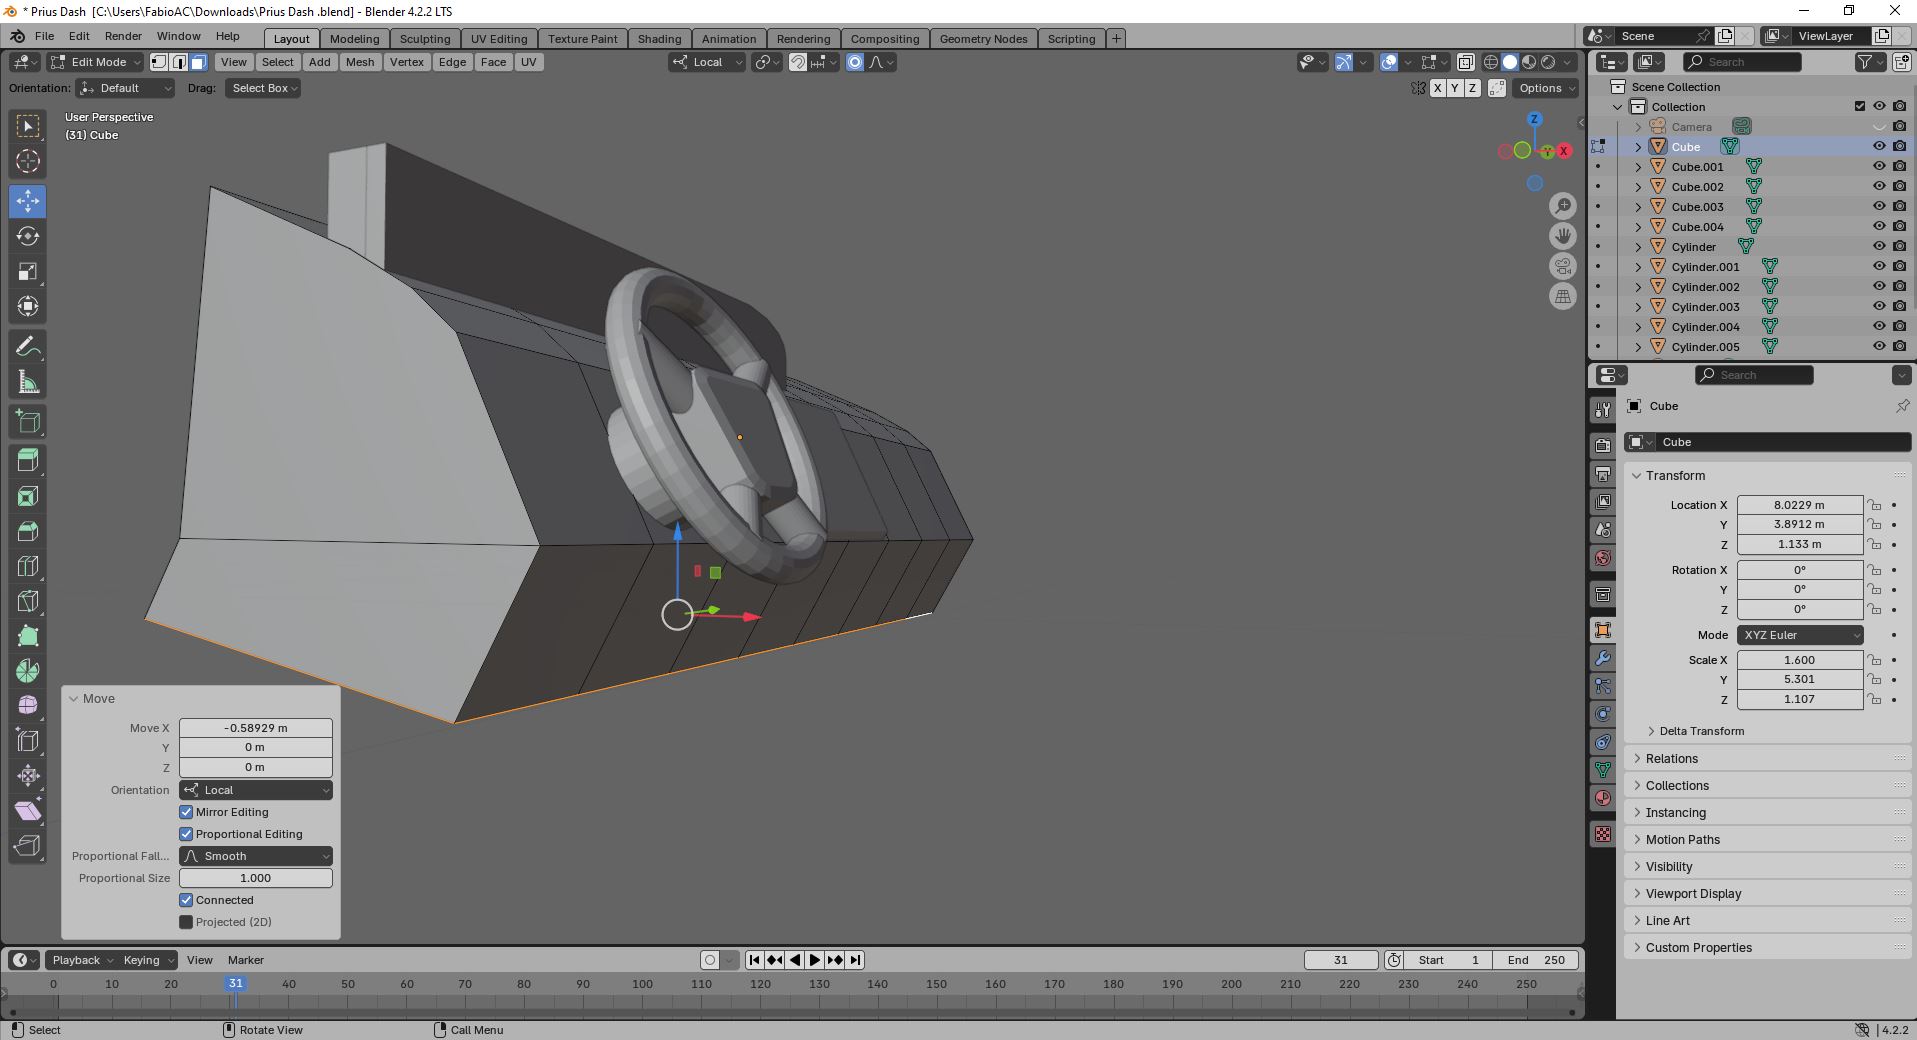 * Prius Dash  [C:\Users\FabioAC\Downloads\Prius Dash .blend] - Blender 4.2.2 LTS
File Edit Render Window Help
Layout Modeling Sculpting UV Editing Texture Paint Shading Animation Rendering Compositing Geometry Nodes Scripting +
Scene
ViewLayer
Edit Mode View Select Add Mesh Vertex Edge Face UV
Local
Orientation: Default Drag: Select Box
X Y Z Options
User Perspective
(31) Cube
Z
Y
X
Search
Scene Collection
Collection
Camera
Cube
Cube.001
Cube.002
Cube.003
Cube.004
Cylinder
Cylinder.001
Cylinder.002
Cylinder.003
Cylinder.004
Cylinder.005
Search
Cube
Cube
Transform
Location X 8.0229 m
Y 3.8912 m
Z 1.133 m
Rotation X 0°
Y 0°
Z 0°
Mode XYZ Euler
Scale X 1.600
Y 5.301
Z 1.107
Delta Transform
Relations
Collections
Instancing
Motion Paths
Visibility
Viewport Display
Line Art
Custom Properties
Move
Move X -0.58929 m
Y 0 m
Z 0 m
Orientation Local
Mirror Editing
Proportional Editing
Proportional Fall... Smooth
Proportional Size 1.000
Connected
Projected (2D)
Playback Keying View Marker
31 Start 1 End 250
0 10 20 31 40 50 60 70 80 90 100 110 120 130 140 150 160 170 180 190 200 210 220 230 240 250
Select Rotate View Call Menu
4.2.2